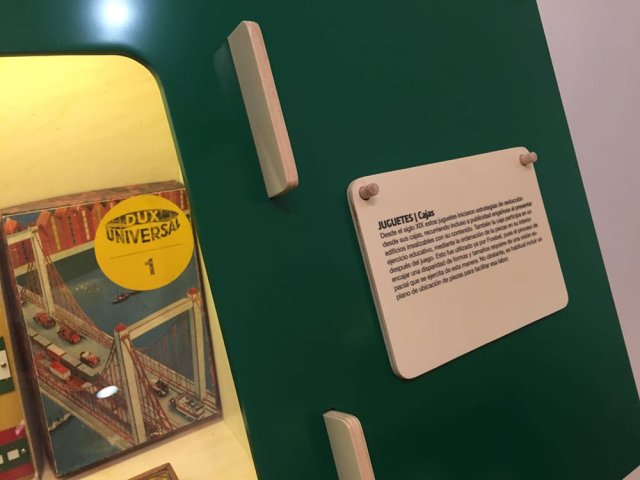 DUX
UNIVERSAL
1
JUGUETES | Cajas
Desde el siglo XIX estos juguetes iniciaron estrategias de seducción
desde sus cajas, recurriendo incluso a publicidad engañosa al presentar
edificios irrealizables con su contenido. También la caja participa en un
ejercicio educativo, mediante la ordenación de la piezas en su interior
después del juego. Esto fue utilizado ya por Froebel, pues el proceso de
encajar una disparidad de formas y tamaños requiere de una visión es-
pacial que se ejercita de esta manera. No obstante, es habitual incluir un
plano de ubicación de piezas para facilitar esa labor.